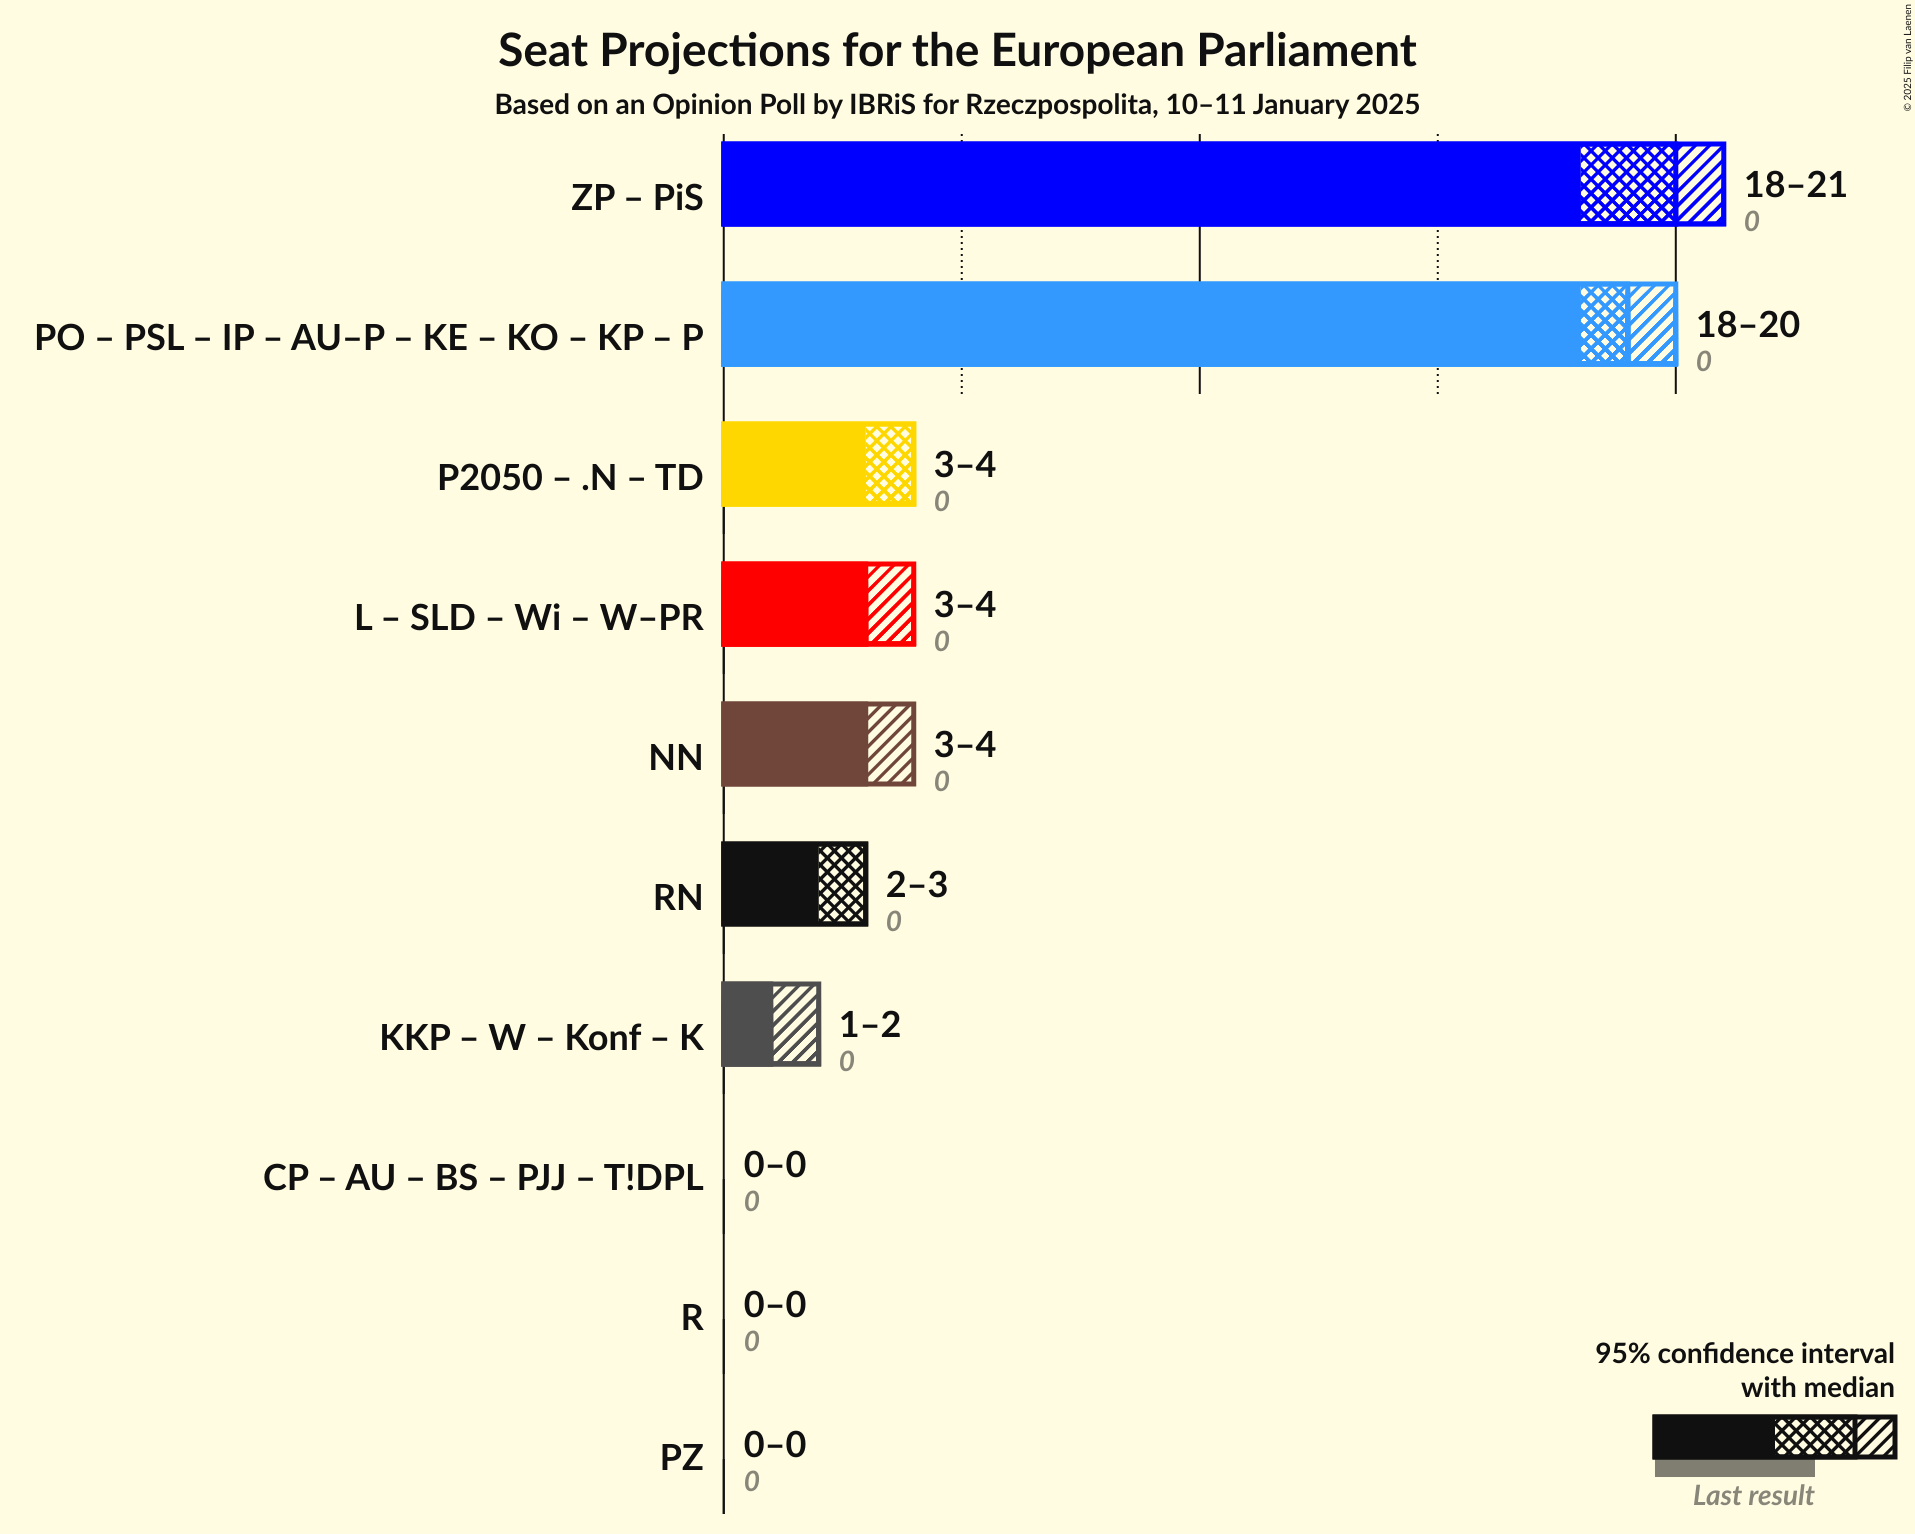 Seat Projections for the European Parliament
Based on an Opinion Poll by IBRiS for Rzeczpospolita, 10–11 January 2025
© 2025 Filip van Laenen
ZP – PiS
18–21
0
PO – PSL – IP – AU–P – KE – KO – KP – P
18–20
0
P2050 – .N – TD
3–4
0
L – SLD – Wi – W–PR
3–4
0
NN
3–4
0
RN
2–3
0
KKP – W – Konf – K
1–2
0
CP – AU – BS – PJJ – T!DPL
0–0
0
R
0–0
0
PZ
0–0
0
95% confidence interval
with median
Last result